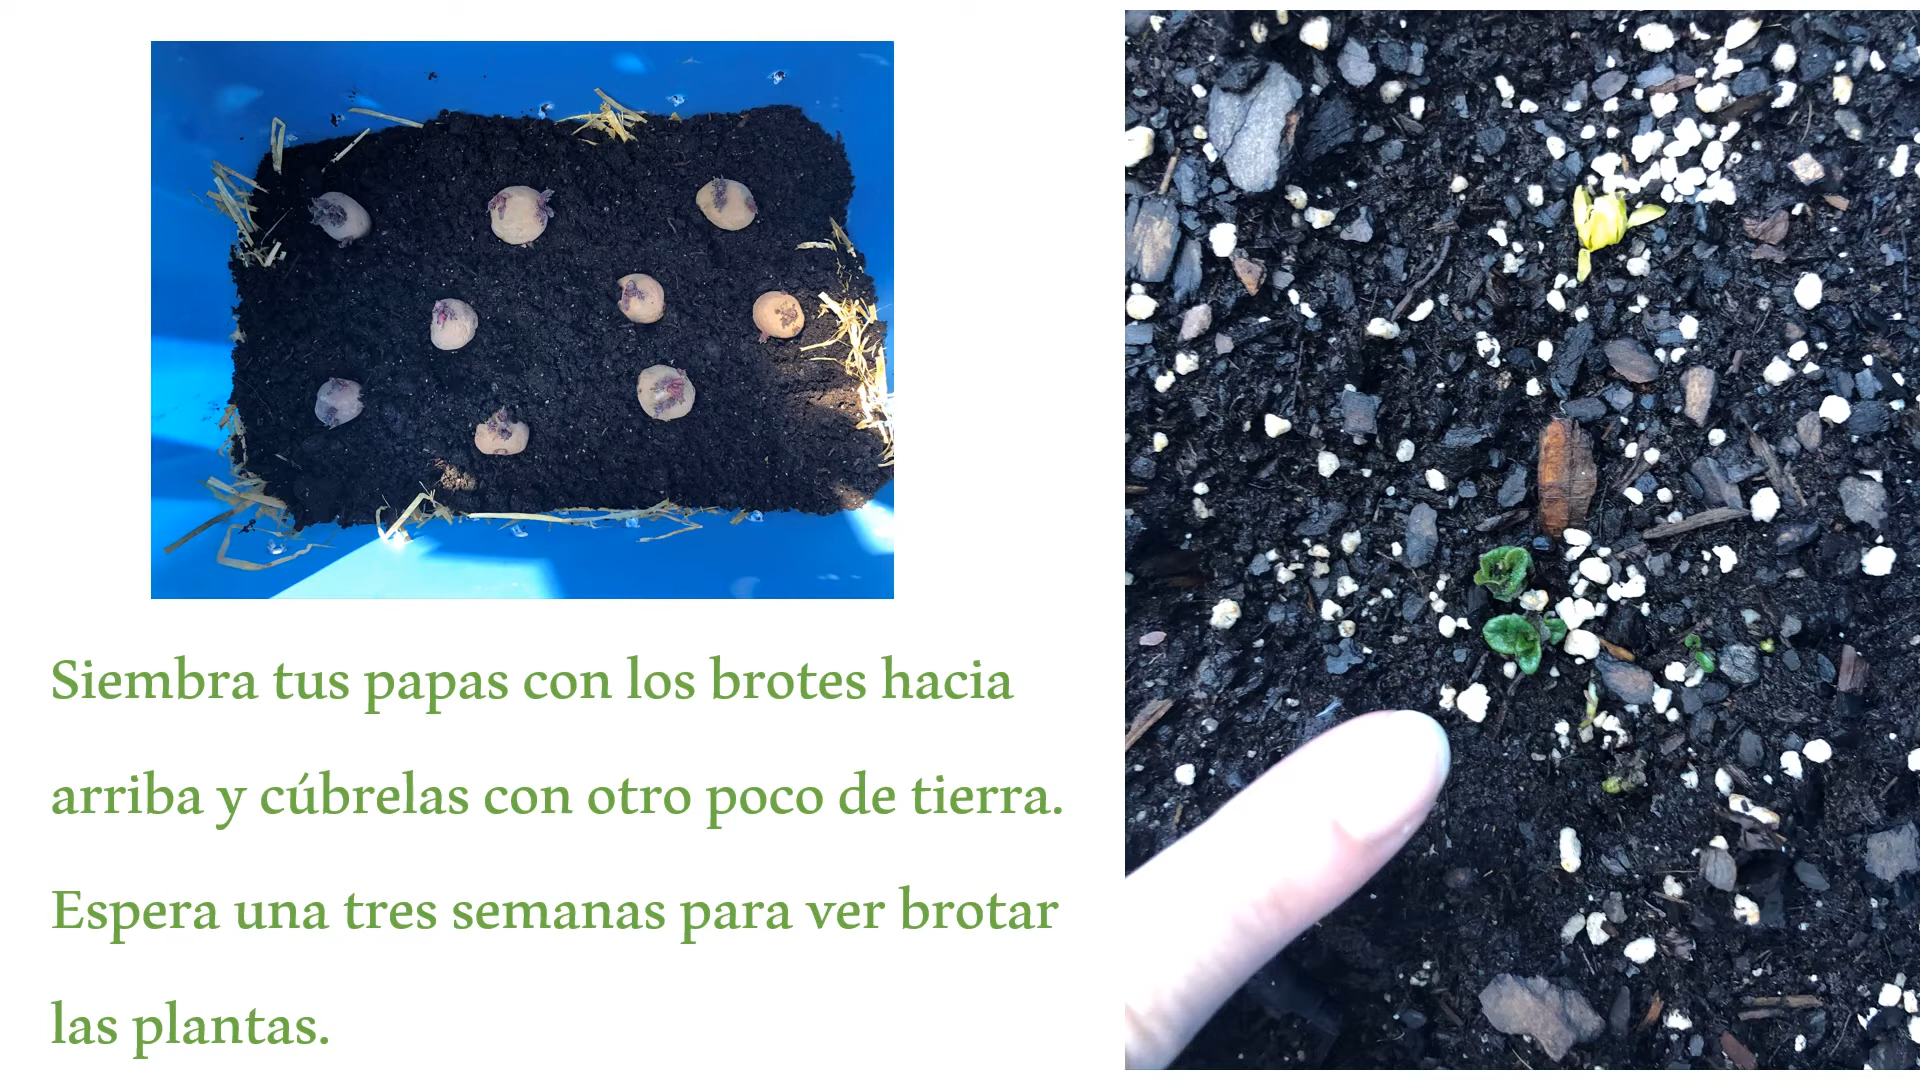 Siembra tus papas con los brotes hacia
arriba y cúbrelas con otro poco de tierra.
Espera una tres semanas para ver brotar
las plantas.